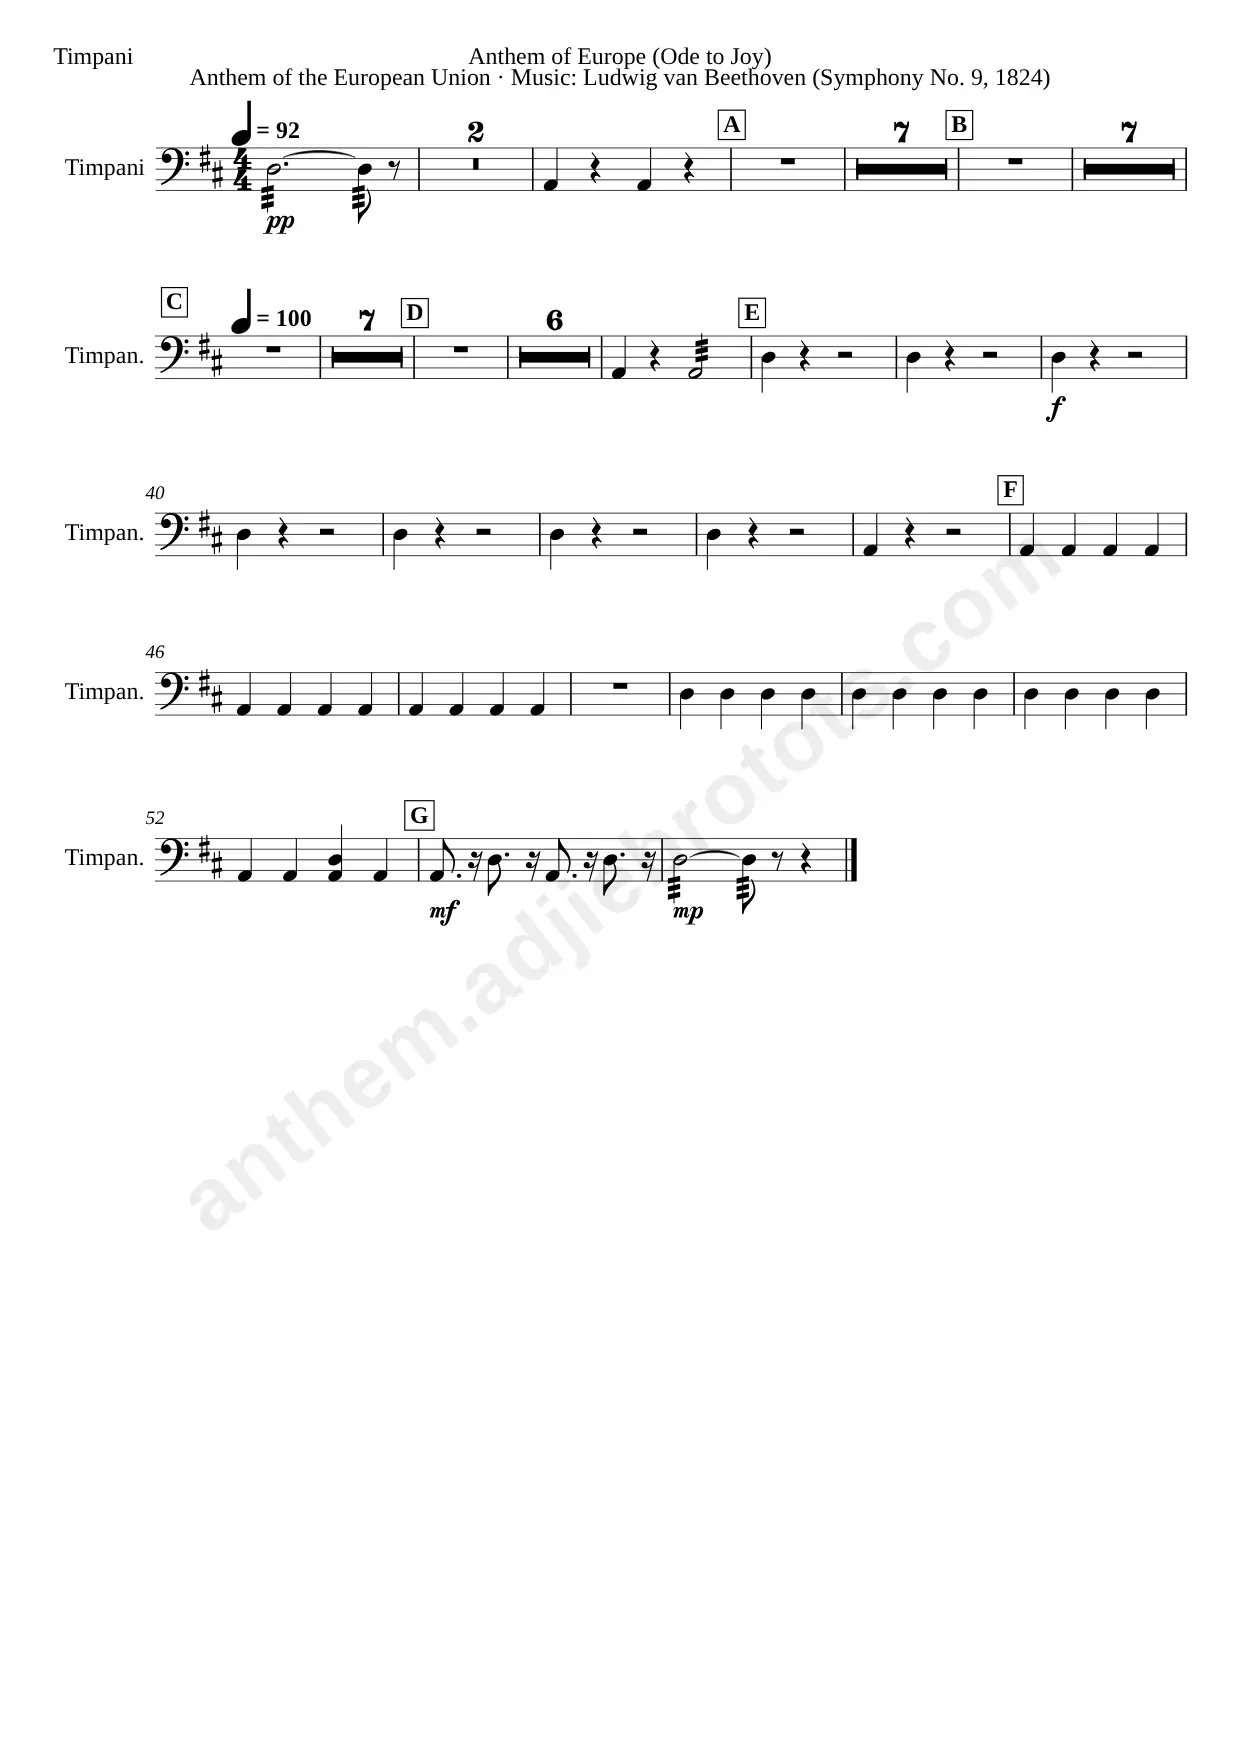 Timpani
Anthem of Europe (Ode to Joy)
Anthem of the European Union · Music: Ludwig van Beethoven (Symphony No. 9, 1824)
= 92
2
A
7
B
7
Timpani
4
4
pp
C
= 100
7
D
6
E
Timpan.
f
40
F
Timpan.
46
Timpan.
52
G
Timpan.
mf
mp
anthem.adjiebrotots.com